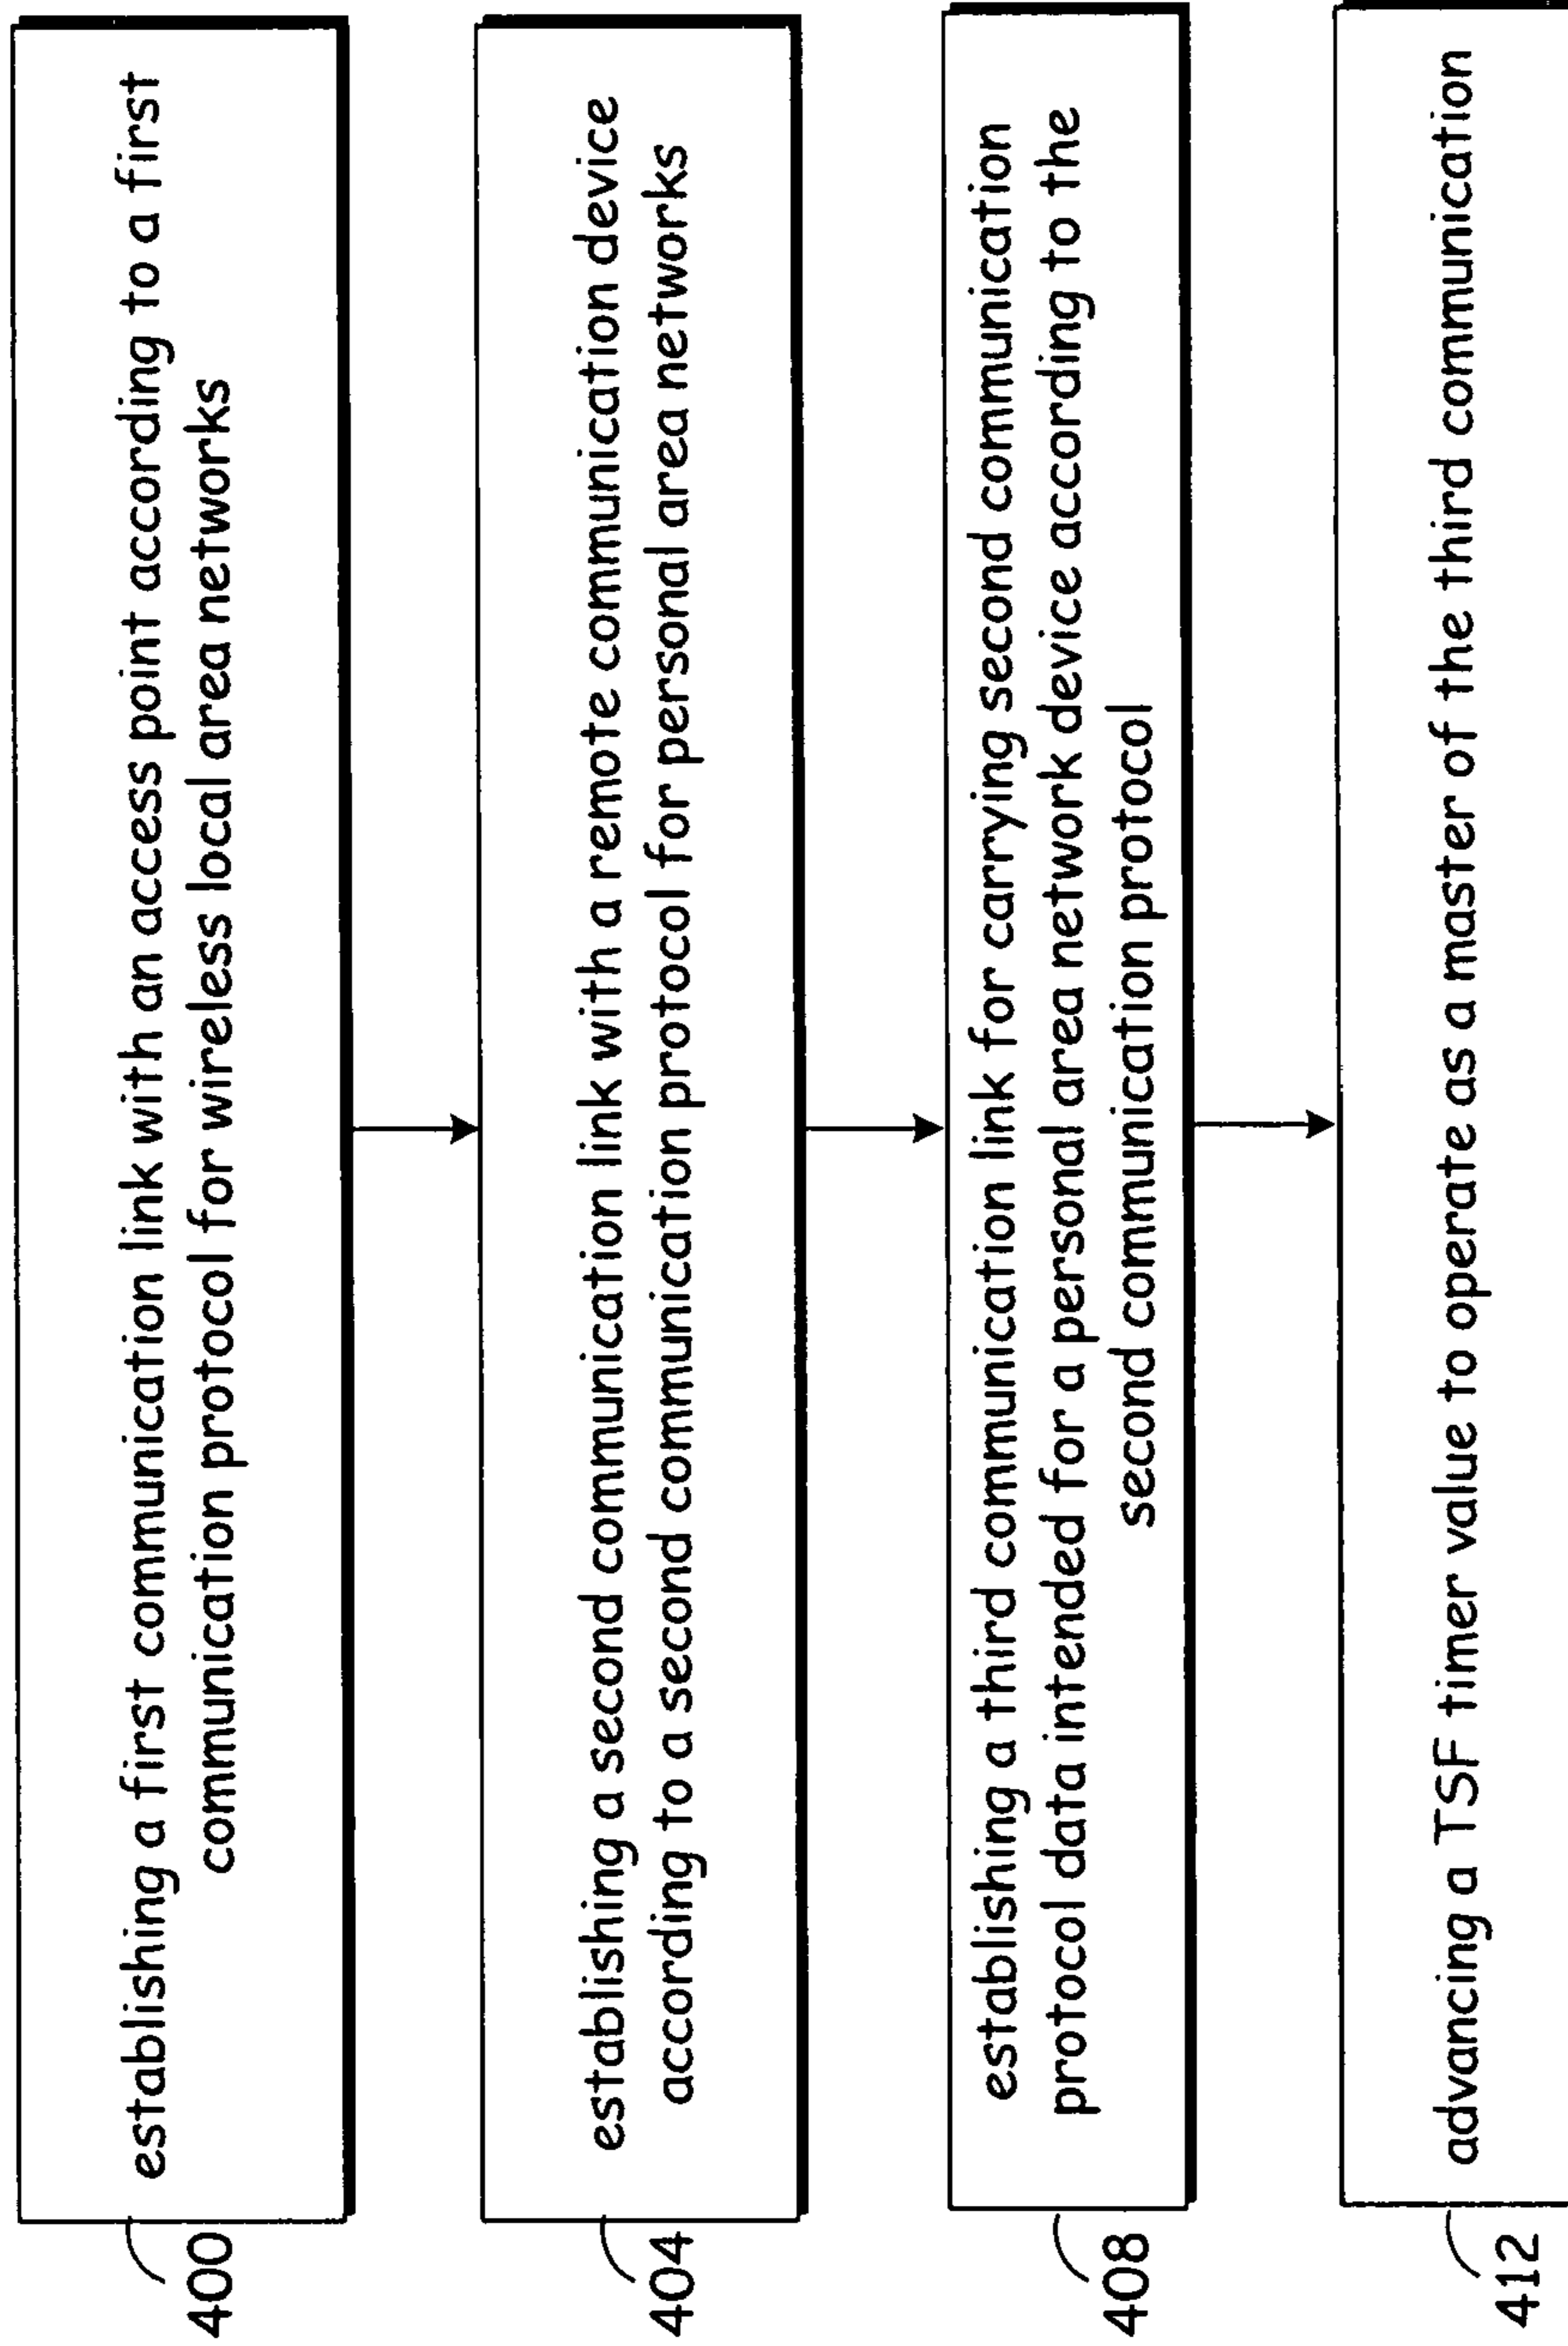 establishing a first communication link with an access point according to a first
communication protocol for wireless local area networks
400
establishing a second communication link with a remote communication device
according to a second communication protocol for personal area networks
404
establishing a third communication link for carrying second communication
protocol data intended for a personal area network device according to the
second communication protocol
408
advancing a TSF timer value to operate as a master of the third communication
412